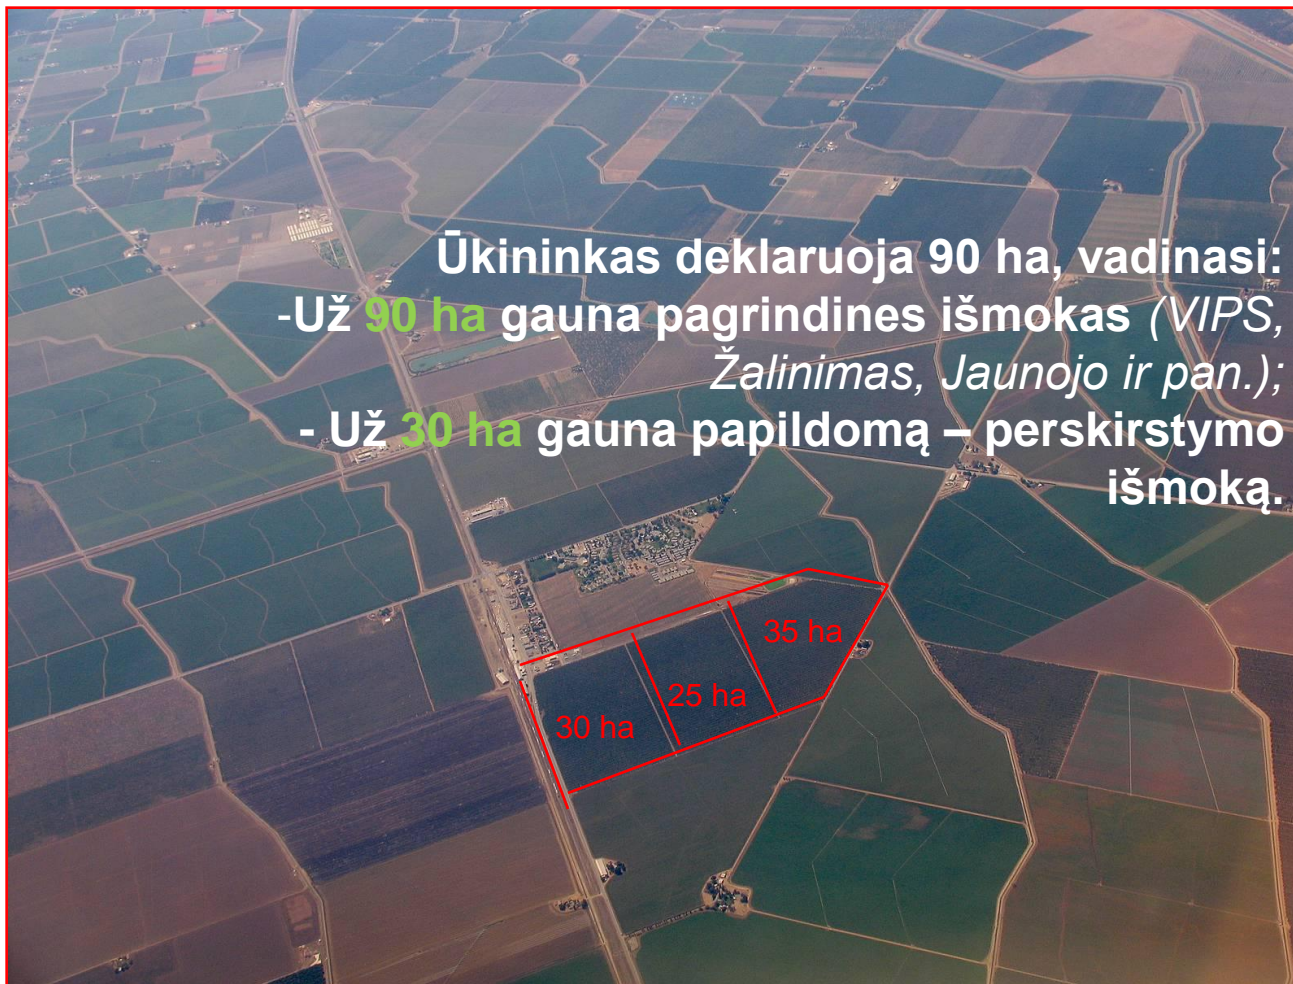 Ūkininkas deklaruoja 90 ha, vadinasi:
-Už 90 ha gauna pagrindines išmokas (VIPS,
Žalinimas, Jaunojo ir pan.);
- Už 30 ha gauna papildomą – perskirstymo
išmoką.
35 ha
25 ha
30 ha